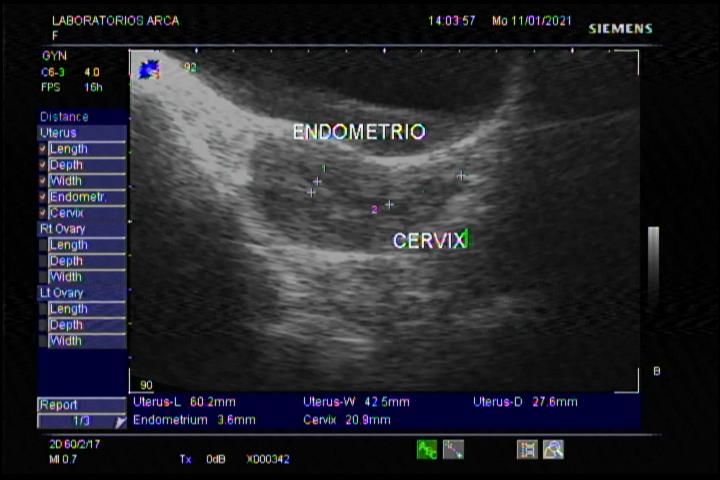 LABORATORIOS ARCA
F
14:03:57 Mo 11/01/2021
SIEMENS
GYN
C6-3 4.0
FPS 16h
Distance
Uterus
Length
Depth
Width
Endometr.
Cervix
Rt Ovary
Length
Depth
Width
Lt Ovary
Length
Depth
Width
Report
1/3
92
ENDOMETRIO
1
2
CERVIX
90
B
Uterus-L 60.2mm Uterus-W 42.5mm Uterus-D 27.6mm
Endometrium 3.6mm Cervix 20.9mm
2D 60/2/17
MI 0.7 Tx 0dB X000342